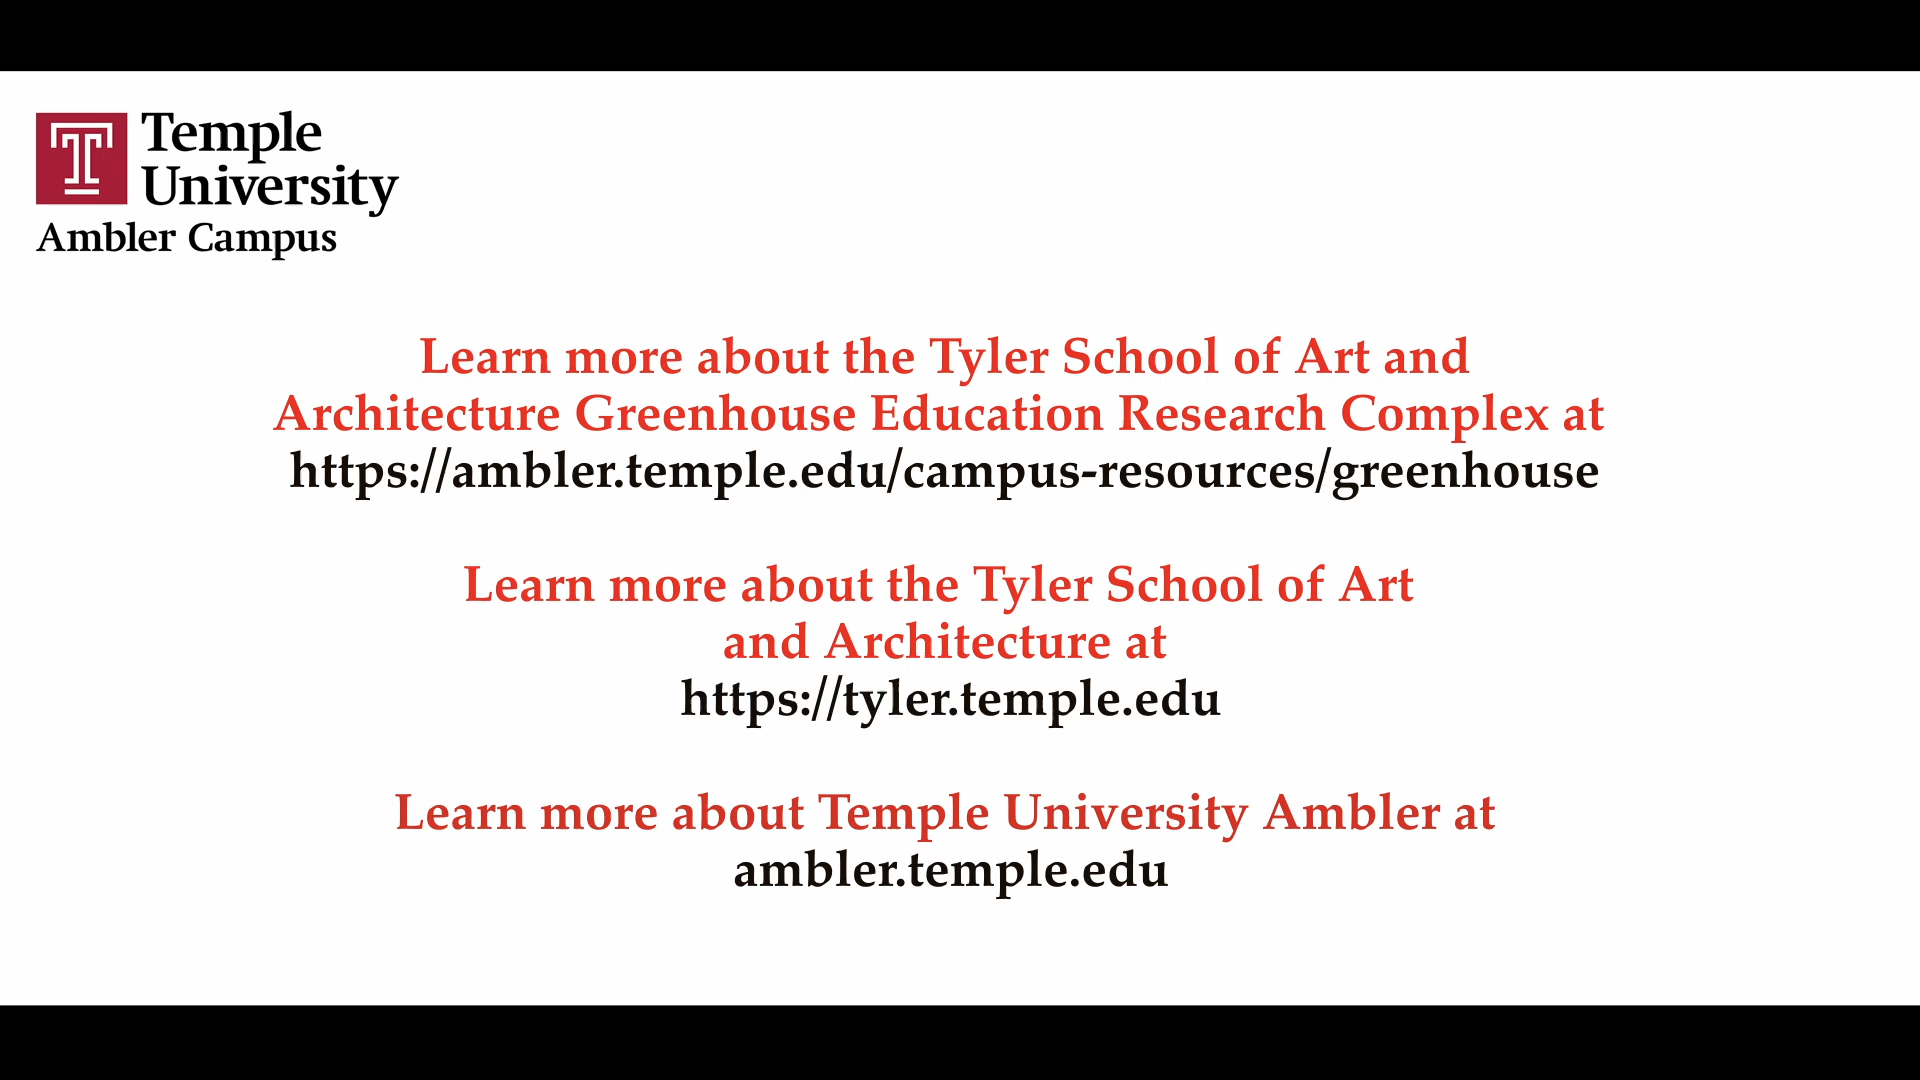 Temple
University
Ambler Campus
Learn more about the Tyler School of Art and
Architecture Greenhouse Education Research Complex at
https://ambler.temple.edu/campus-resources/greenhouse
Learn more about the Tyler School of Art
and Architecture at
https://tyler.temple.edu
Learn more about Temple University Ambler at
ambler.temple.edu